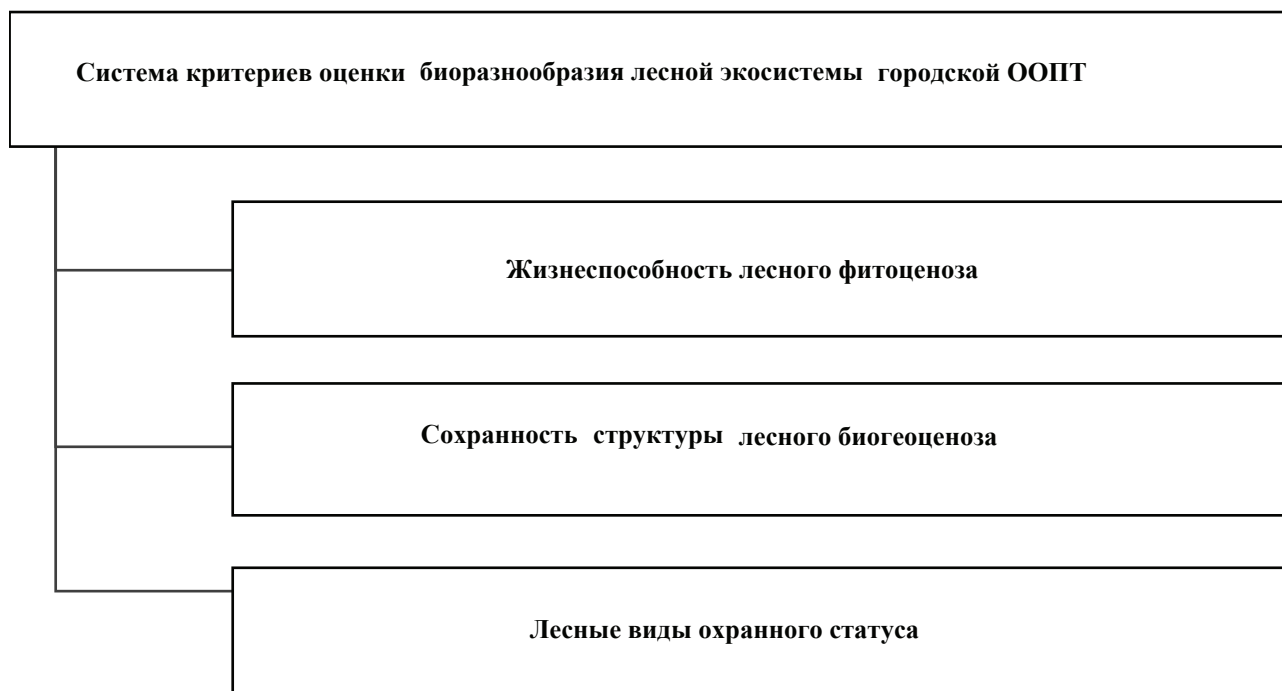 Система критериев оценки биоразнообразия лесной экосистемы городской ООПТ
Жизнеспособность лесного фитоценоза
Сохранность структуры лесного биогеоценоза
Лесные виды охранного статуса